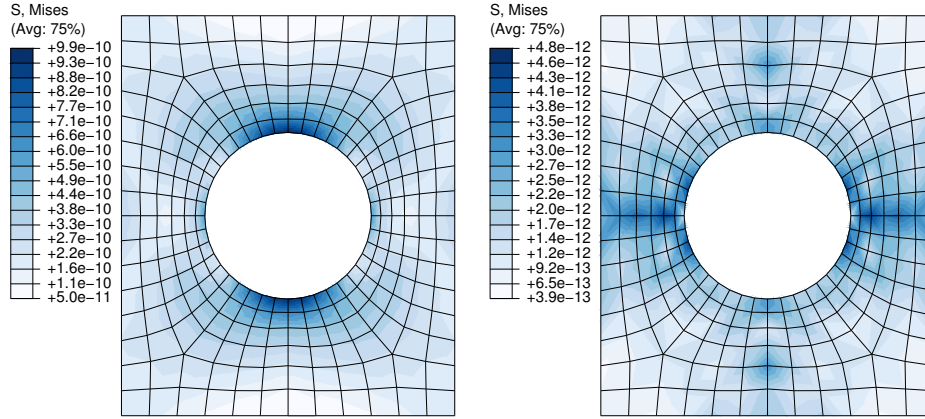 S, Mises
(Avg: 75%)
+9.9e−10
+9.3e−10
+8.8e−10
+8.2e−10
+7.7e−10
+7.1e−10
+6.6e−10
+6.0e−10
+5.5e−10
+4.9e−10
+4.4e−10
+3.8e−10
+3.3e−10
+2.7e−10
+2.2e−10
+1.6e−10
+1.1e−10
+5.0e−11
S, Mises
(Avg: 75%)
+4.8e−12
+4.6e−12
+4.3e−12
+4.1e−12
+3.8e−12
+3.5e−12
+3.3e−12
+3.0e−12
+2.7e−12
+2.5e−12
+2.2e−12
+2.0e−12
+1.7e−12
+1.4e−12
+1.2e−12
+9.2e−13
+6.5e−13
+3.9e−13